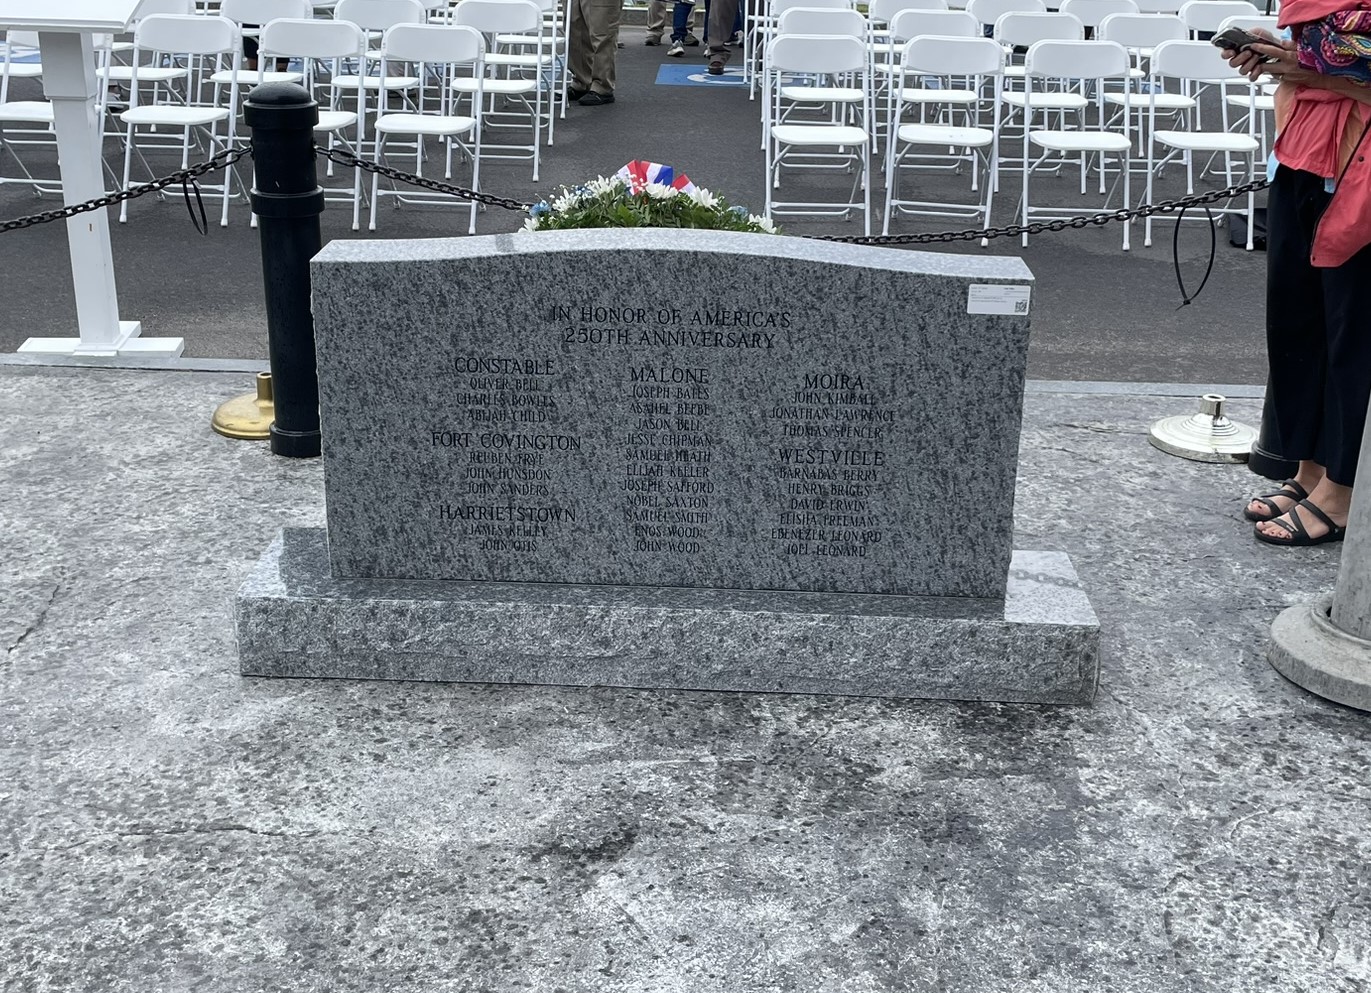 IN HONOR OF AMERICA'S
250TH ANNIVERSARY
CONSTABLE
OLIVER BELL
CHARLES BOWLES
ABIJAH CHILD
FORT COVINGTON
REUBEN FRYE
JOHN HUNSDON
JOHN SANDERS
HARRIETSTOWN
JAMES KELLEY
JOHN OTIS
MALONE
JOSEPH BATES
ASAHEL BEEBE
JASON BELL
JESSE CHIPMAN
SAMUEL HEATH
ELIJAH KEELER
JOSEPH SAFFORD
NOBEL SAXTON
SAMUEL SMITH
ENOS WOOD
JOHN WOOD
MOIRA
JOHN KIMBALL
JONATHAN LAWRENCE
THOMAS SPENCER
WESTVILLE
BARNABAS BERRY
HENRY BRIGGS
DAVID ERWIN
ELISHA FREEMAN
EBENEZER LEONARD
JOEL LEONARD